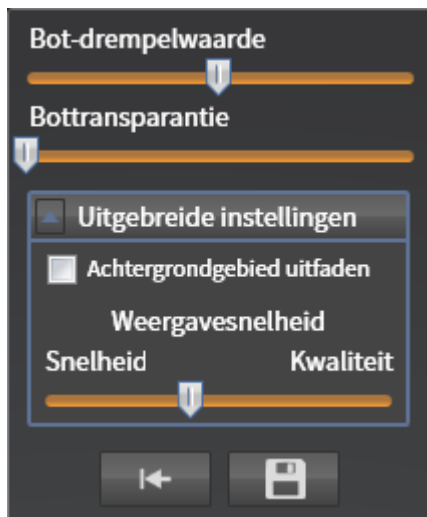 Bot-drempelwaarde
Bottransparantie
Uitgebreide instellingen
Achtergrondgebied uitfaden
Weergavesnelheid
Snelheid Kwaliteit